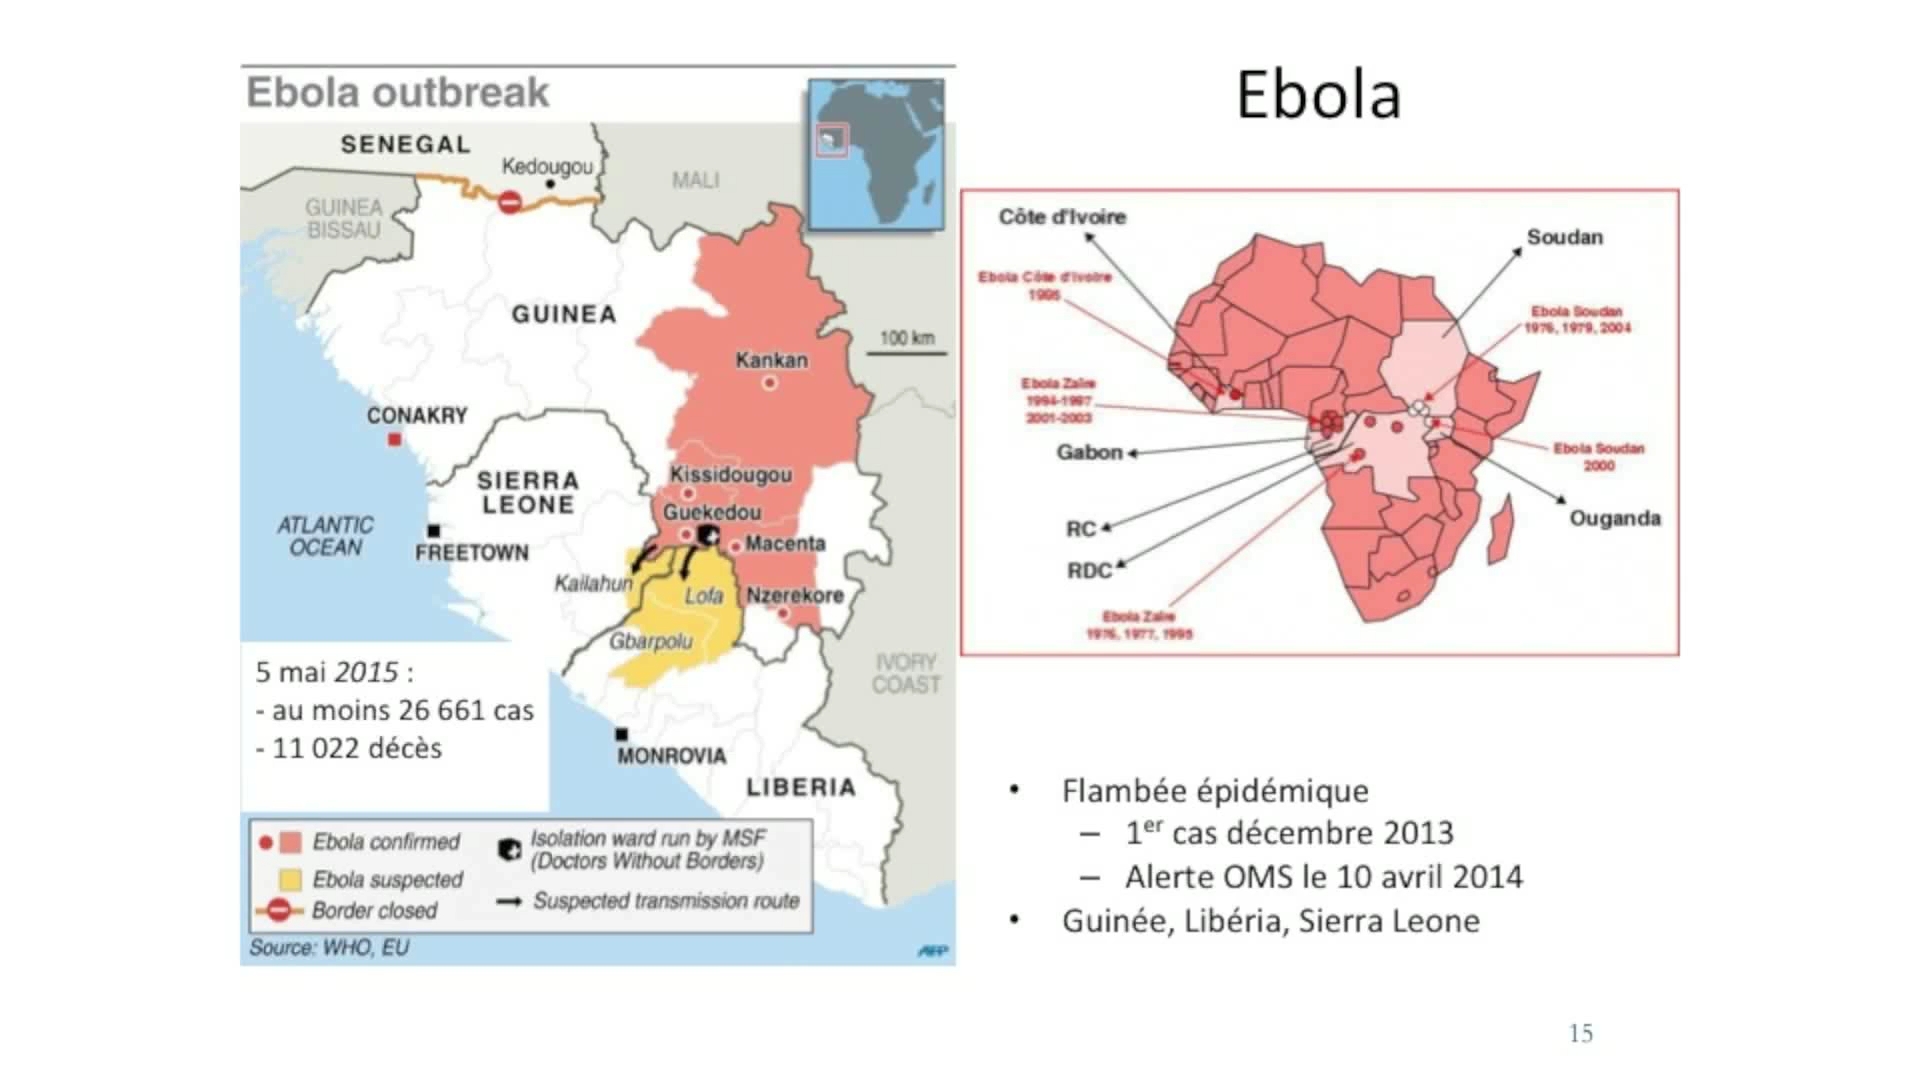 Ebola outbreak
SENEGAL
Kedougou
MALI
GUINEA
BISSAU
GUINEA
100 km
Kankan
CONAKRY
Kissidougou
SIERRA
LEONE
Guekedou
ATLANTIC
OCEAN
FREETOWN
Macenta
Kailahun
Lofa
Nzerekore
Gbarpolu
IVORY
COAST
5 mai 2015 :
- au moins 26 661 cas
- 11 022 décès
MONROVIA
LIBERIA
Ebola confirmed
Ebola suspected
Border closed
Isolation ward run by MSF
(Doctors Without Borders)
Suspected transmission route
Source: WHO, EU
AFP
Ebola
Côte d'Ivoire
Soudan
Ebola Côte d'Ivoire
1995
Ebola Soudan
1976, 1979, 2004
Ebola Zaïre
1994-1997
2001-2003
Gabon
Ebola Soudan
2000
Ouganda
RC
RDC
Ebola Zaïre
1976, 1977, 1995
• Flambée épidémique
– 1er cas décembre 2013
– Alerte OMS le 10 avril 2014
• Guinée, Libéria, Sierra Leone
15